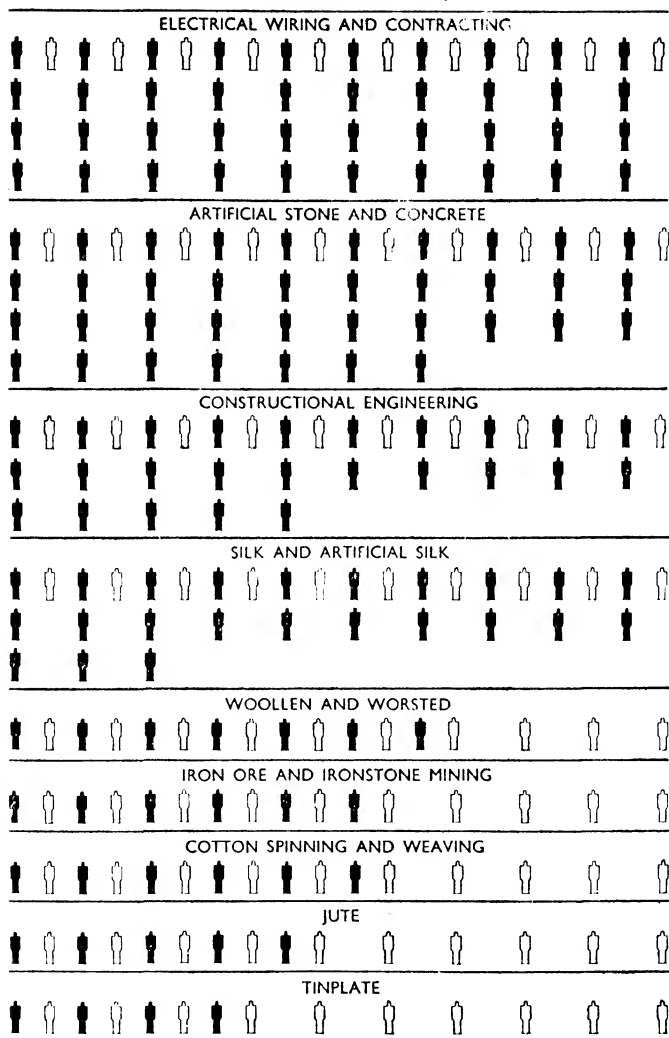 ELECTRICAL WIRING AND CONTRACTING
ARTIFICIAL STONE AND CONCRETE
CONSTRUCTIONAL ENGINEERING
SILK AND ARTIFICIAL SILK
WOOLLEN AND WORSTED
IRON ORE AND IRONSTONE MINING
COTTON SPINNING AND WEAVING
JUTE
TINPLATE